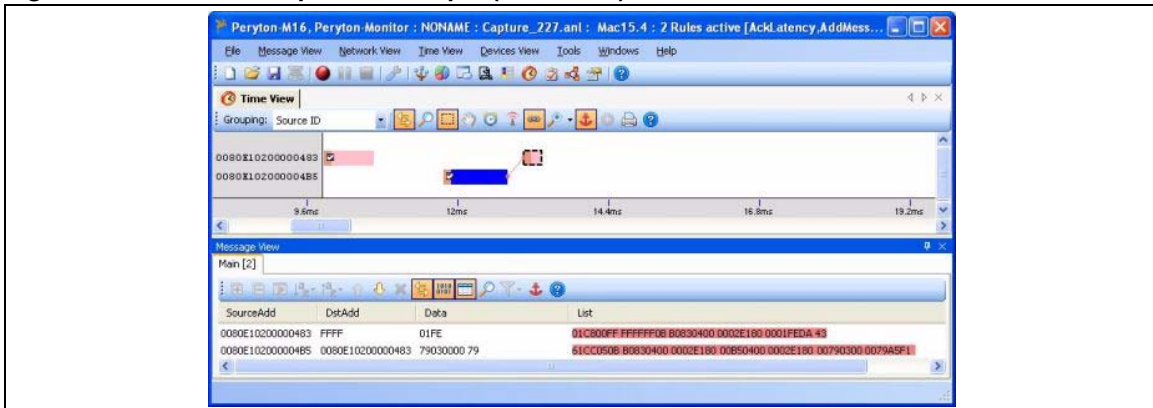 Peryton-M16, Peryton-Monitor : NONAME : Capture_227.anl : Mac15.4 : 2 Rules active [AckLatency,AddMess...
File Message View Network View Time View Devices View Tools Windows Help
Time View
Grouping: Source ID
0080E10200000483
0080E102000004B5
9.6ms 12ms 14.4ms 16.8ms 19.2ms
Message View
Main [2]
SourceAdd DstAdd Data List
0080E10200000483 FFFF 01FE 01C800FF FFFFFF0B B0830400 0002E180 0001FEDA 43
0080E102000004B5 0080E10200000483 79030000 79 61CC050B B0830400 0002E180 00B50400 0002E180 00790300 0079A5F1